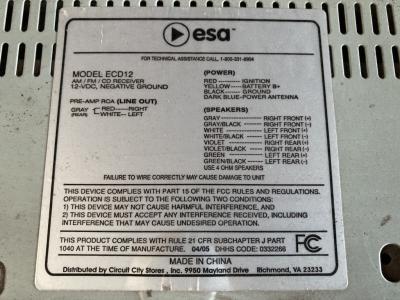 esa™
FOR TECHNICAL ASSISTANCE CALL, 1-800-331-6994
MODEL ECD12
AM / FM / CD RECEIVER
12-VDC, NEGATIVE GROUND
PRE-AMP RCA (LINE OUT)
GRAY RED RIGHT
(REAR) WHITE LEFT
(POWER)
RED IGNITION
YELLOW BATTERY B+
BLACK GROUND
DARK BLUE-POWER ANTENNA
(SPEAKERS)
GRAY RIGHT FRONT (+)
GRAY/BLACK RIGHT FRONT (-)
WHITE LEFT FRONT (+)
WHITE/BLACK LEFT FRONT (-)
VIOLET RIGHT REAR (+)
VIOLET/BLACK RIGHT REAR (-)
GREEN LEFT REAR (+)
GREEN/BLACK LEFT REAR (-)
USE 4 OHM SPEAKERS
FAILURE TO WIRE CORRECTLY MAY CAUSE DAMAGE TO UNIT
THIS DEVICE COMPLIES WITH PART 15 OF THE FCC RULES AND REGULATIONS.
OPERATION IS SUBJECT TO THE FOLLOWING TWO CONDITIONS:
1) THIS DEVICE MAY NOT CAUSE HARMFUL INTERFERENCE, AND
2) THIS DEVICE MUST ACCEPT ANY INTERFERENCE RECEIVED, INCLUDING
INTERFERENCE THAT MAY CAUSE UNDESIRED OPERATION.
THIS PRODUCT COMPLIES WITH RULE 21 CFR SUBCHAPTER J PART
1040 AT THE TIME OF MANUFACTURE. 04/05 DHHS CODE: 0332266
FC
MADE IN CHINA
Distributed by Circuit City Stores, Inc. 9950 Mayland Drive Richmond, VA 23233